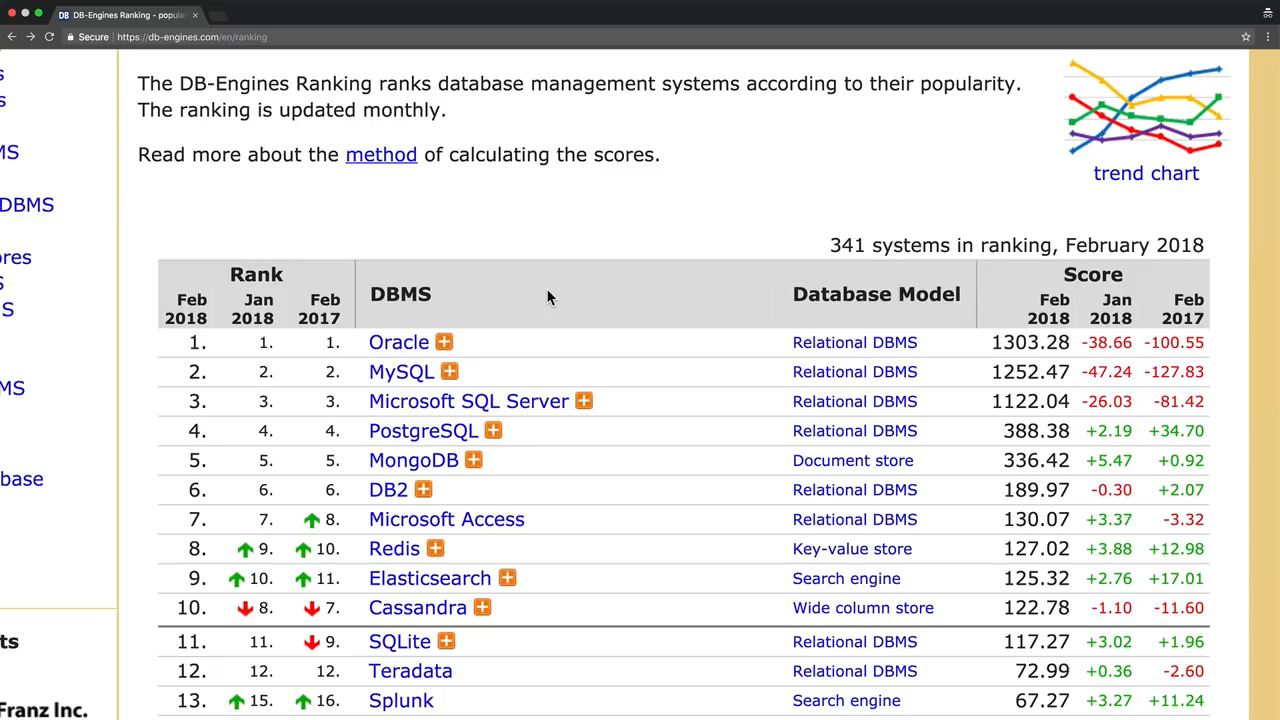 DB-Engines Ranking - popula
Secure https://db-engines.com/en/ranking
s
s
MS
DBMS
ores
S
S
MS
base
ts
Franz Inc.
The DB-Engines Ranking ranks database management systems according to their popularity.
The ranking is updated monthly.
Read more about the method of calculating the scores.
trend chart
341 systems in ranking, February 2018
Rank DBMS Database Model Score
Feb 2018 Jan 2018 Feb 2017 Feb 2018 Jan 2018 Feb 2017
1. 1. 1. Oracle Relational DBMS 1303.28 -38.66 -100.55
2. 2. 2. MySQL Relational DBMS 1252.47 -47.24 -127.83
3. 3. 3. Microsoft SQL Server Relational DBMS 1122.04 -26.03 -81.42
4. 4. 4. PostgreSQL Relational DBMS 388.38 +2.19 +34.70
5. 5. 5. MongoDB Document store 336.42 +5.47 +0.92
6. 6. 6. DB2 Relational DBMS 189.97 -0.30 +2.07
7. 7. 8. Microsoft Access Relational DBMS 130.07 +3.37 -3.32
8. 9. 10. Redis Key-value store 127.02 +3.88 +12.98
9. 10. 11. Elasticsearch Search engine 125.32 +2.76 +17.01
10. 8. 7. Cassandra Wide column store 122.78 -1.10 -11.60
11. 11. 9. SQLite Relational DBMS 117.27 +3.02 +1.96
12. 12. 12. Teradata Relational DBMS 72.99 +0.36 -2.60
13. 15. 16. Splunk Search engine 67.27 +3.27 +11.24